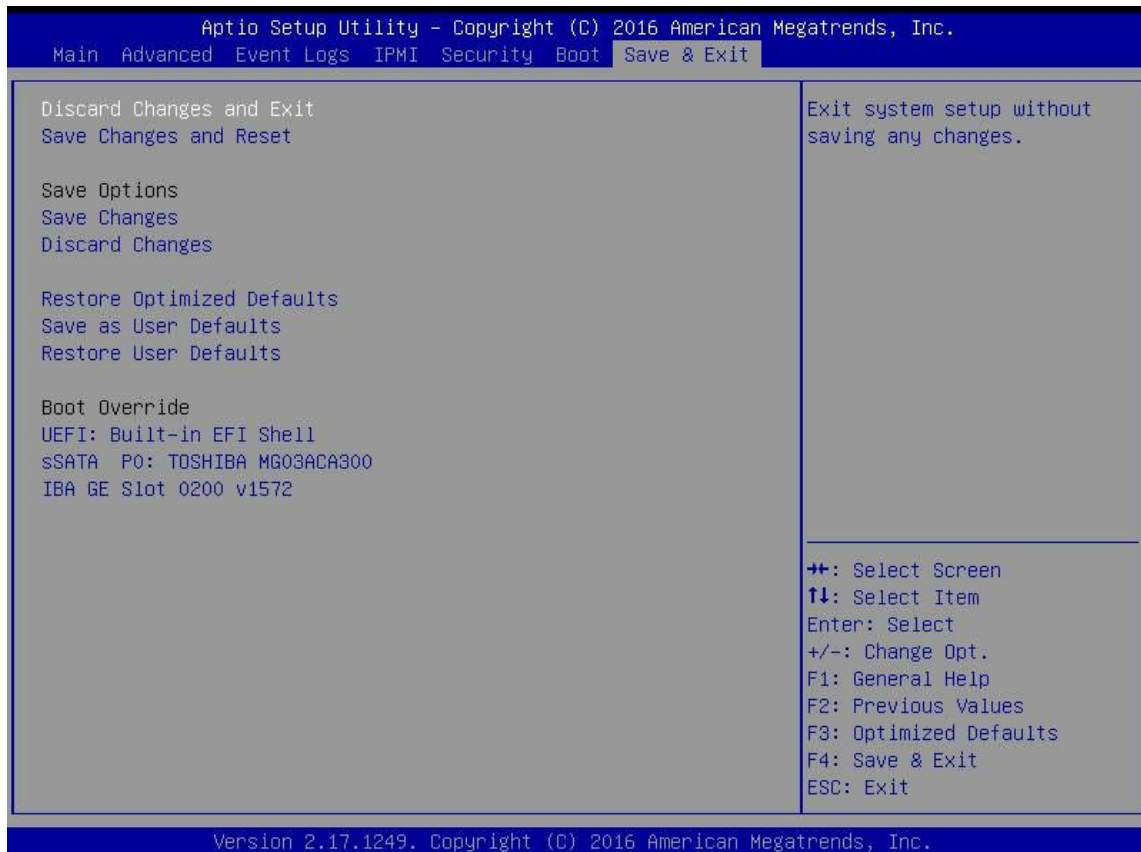 Aptio Setup Utility – Copyright (C) 2016 American Megatrends, Inc.
Main Advanced Event Logs IPMI Security Boot Save & Exit
Discard Changes and Exit
Save Changes and Reset
Save Options
Save Changes
Discard Changes
Restore Optimized Defaults
Save as User Defaults
Restore User Defaults
Boot Override
UEFI: Built-in EFI Shell
sSATA P0: TOSHIBA MG03ACA300
IBA GE Slot 0200 v1572
Exit system setup without
saving any changes.
→←: Select Screen
↑↓: Select Item
Enter: Select
+/-: Change Opt.
F1: General Help
F2: Previous Values
F3: Optimized Defaults
F4: Save & Exit
ESC: Exit
Version 2.17.1249. Copyright (C) 2016 American Megatrends, Inc.